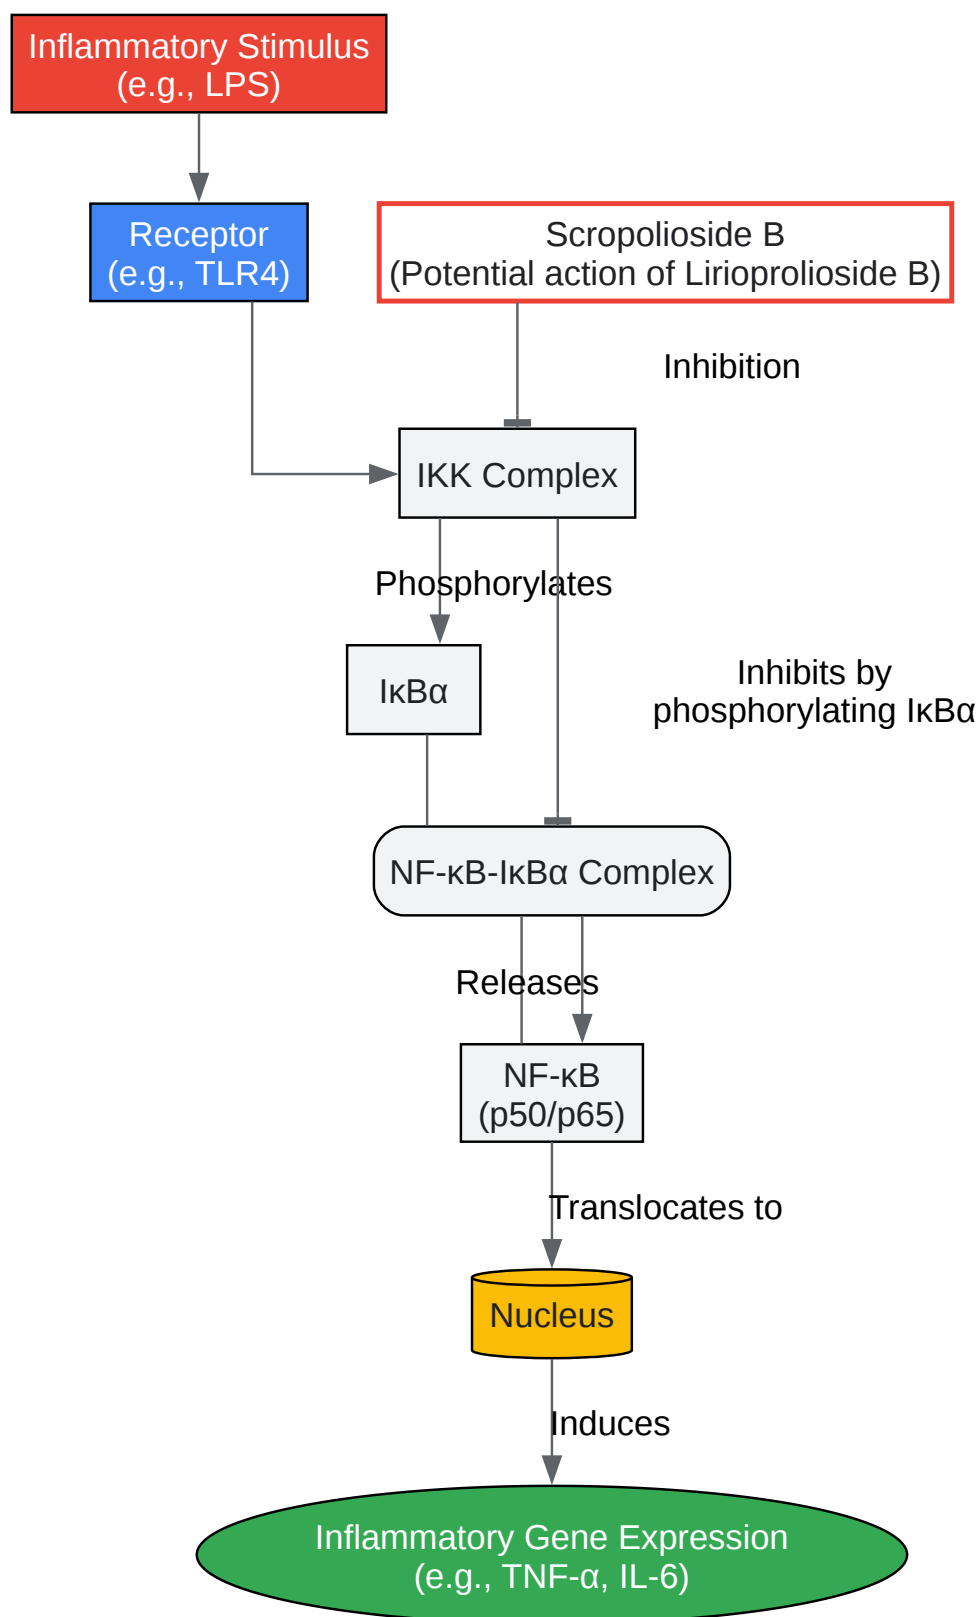 Inflammatory Stimulus
(e.g., LPS)
Receptor
(e.g., TLR4)
Scropolioside B
(Potential action of Lirioprolioside B)
Inhibition
IKK Complex
Phosphorylates
IκBα
Inhibits by
phosphorylating IκBα
NF-κB-IκBα Complex
Releases
NF-κB
(p50/p65)
Translocates to
Nucleus
Induces
Inflammatory Gene Expression
(e.g., TNF-α, IL-6)